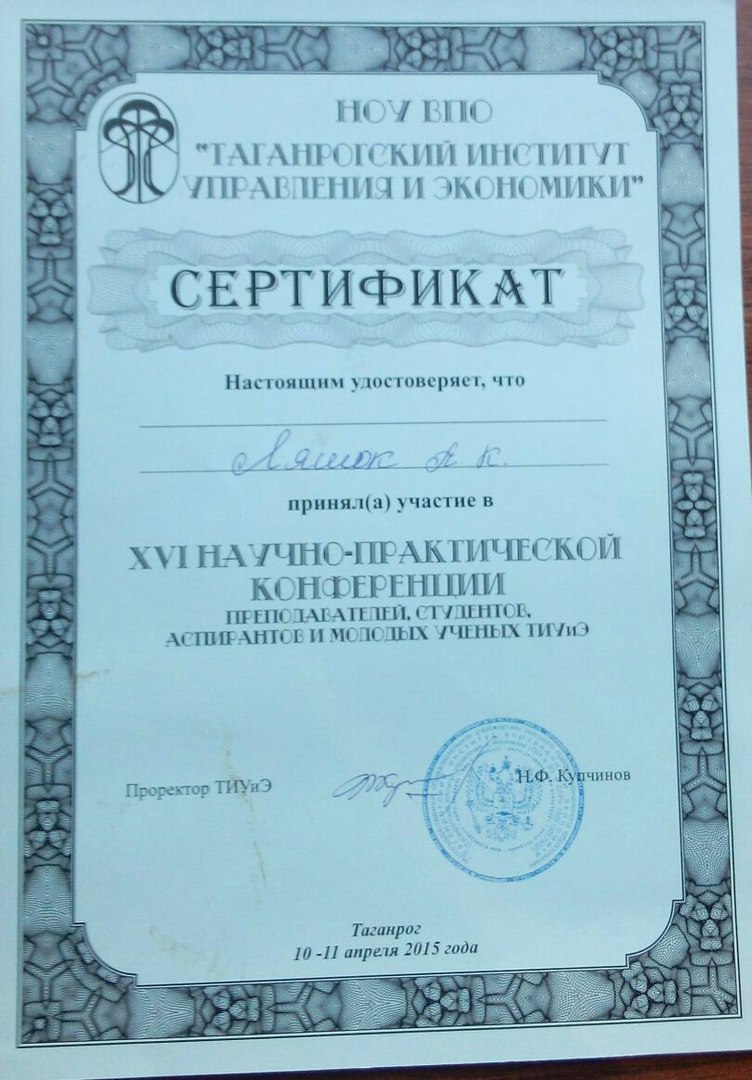 НОУ ВПО
"ТАГАНРОГСКИЙ ИНСТИТУТ
УПРАВЛЕНИЯ И ЭКОНОМИКИ"
СЕРТИФИКАТ
Настоящим удостоверяет, что
Ляшок А К.
принял(а) участие в
XVI НАУЧНО-ПРАКТИЧЕСКОЙ
КОНФЕРЕНЦИИ
ПРЕПОДАВАТЕЛЕЙ, СТУДЕНТОВ,
АСПИРАНТОВ И МОЛОДЫХ УЧЕНЫХ ТИУиЭ
Проректор ТИУиЭ
Н.Ф. Купчинов
Таганрог
10 -11 апреля 2015 года